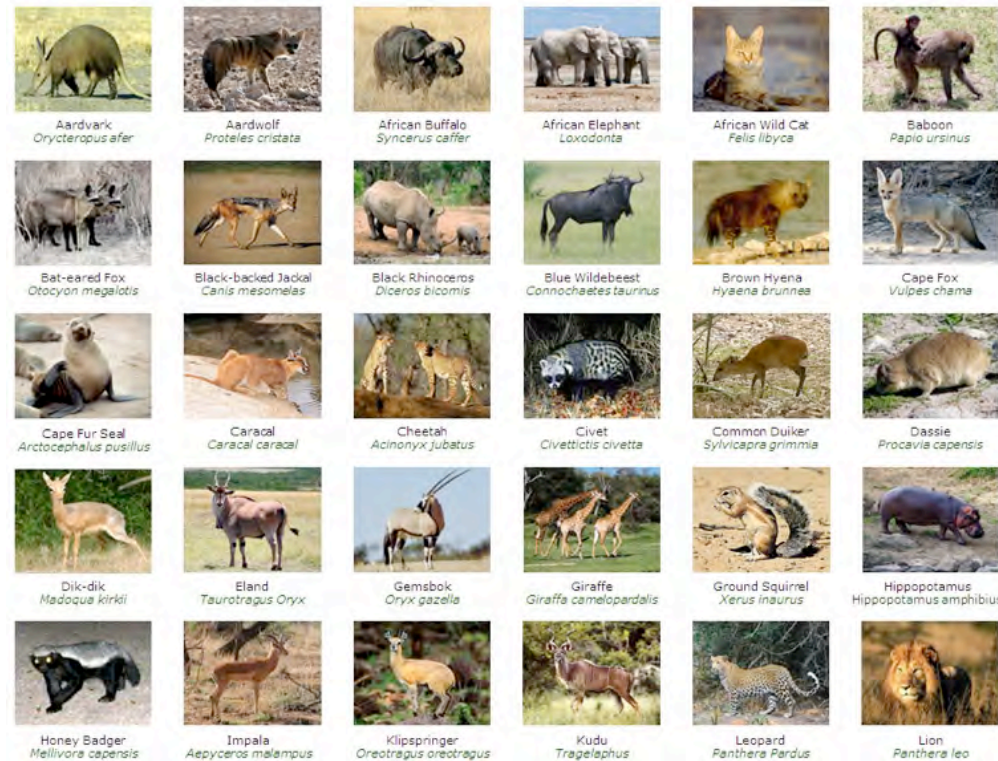 Aardvark
Orycteropus afer
Aardwolf
Proteles cristata
African Buffalo
Syncerus caffer
African Elephant
Loxodonta
African Wild Cat
Felis libyca
Baboon
Papio ursinus
Bat-eared Fox
Otocyon megalotis
Black-backed Jackal
Canis mesomelas
Black Rhinoceros
Diceros bicornis
Blue Wildebeest
Connochaetes taurinus
Brown Hyena
Hyaena brunnea
Cape Fox
Vulpes chama
Cape Fur Seal
Arctocephalus pusillus
Caracal
Caracal caracal
Cheetah
Acinonyx jubatus
Civet
Civettictis civetta
Common Duiker
Sylvicapra grimmia
Dassie
Procavia capensis
Dik-dik
Madoqua kirkii
Eland
Taurotragus Oryx
Gemsbok
Oryx gazella
Giraffe
Giraffa camelopardalis
Ground Squirrel
Xerus inaurus
Hippopotamus
Hippopotamus amphibius
Honey Badger
Mellivora capensis
Impala
Aepyceros malampus
Klipspringer
Oreotragus oreotragus
Kudu
Tragelaphus
Leopard
Panthera Pardus
Lion
Panthera leo